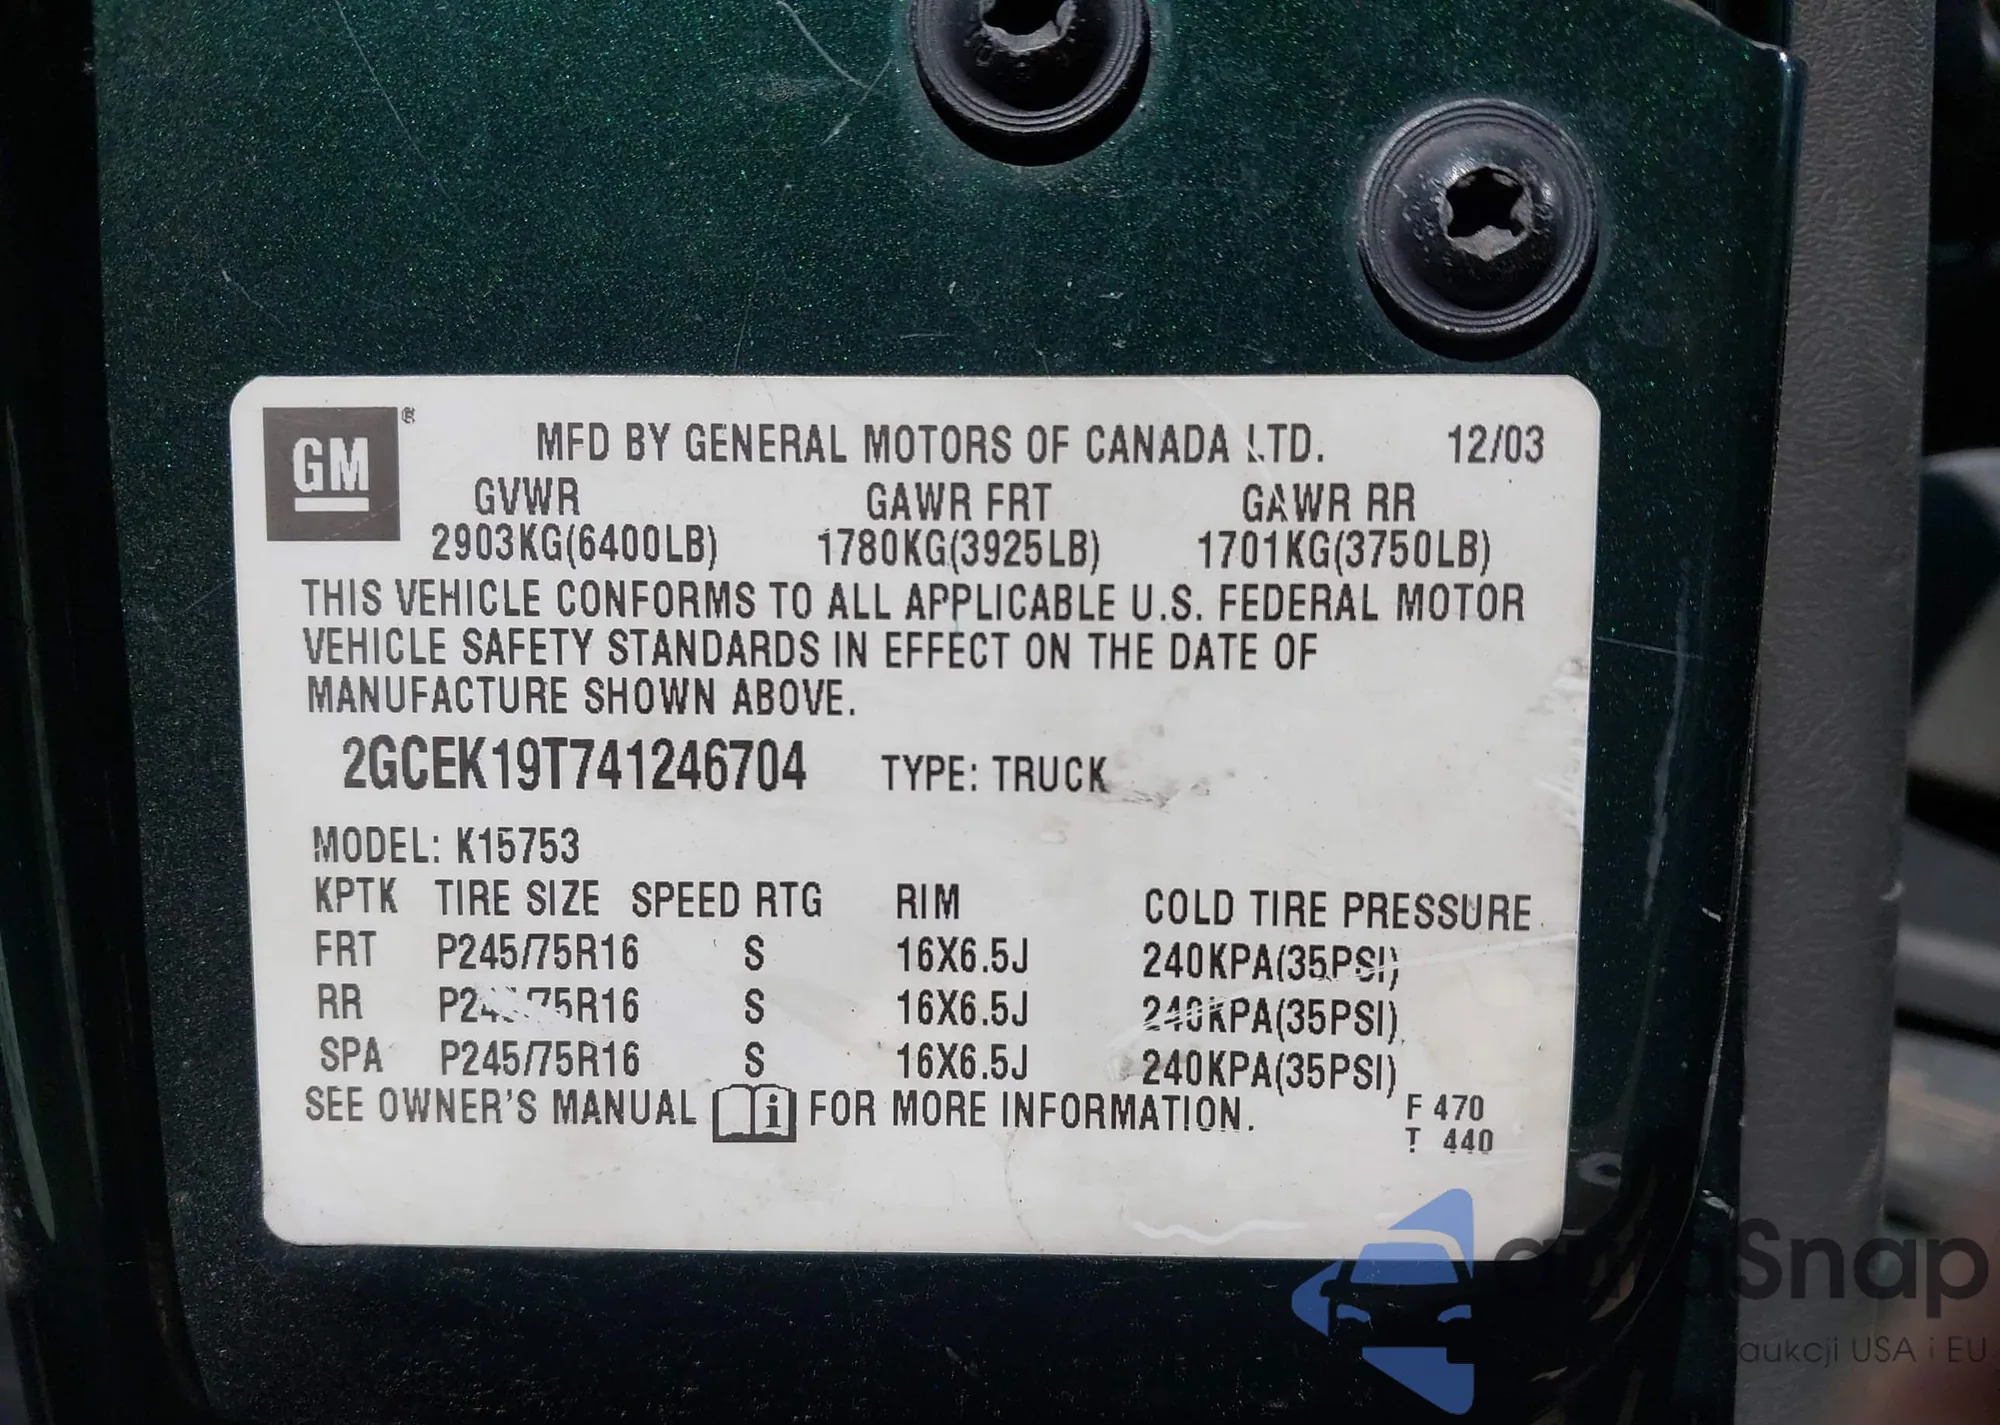 GM ®
MFD BY GENERAL MOTORS OF CANADA LTD. 12/03
GVWR GAWR FRT GAWR RR
2903KG(6400LB) 1780KG(3925LB) 1701KG(3750LB)
THIS VEHICLE CONFORMS TO ALL APPLICABLE U.S. FEDERAL MOTOR
VEHICLE SAFETY STANDARDS IN EFFECT ON THE DATE OF
MANUFACTURE SHOWN ABOVE.
2GCEK19T741246704 TYPE: TRUCK
MODEL: K15753
KPTK TIRE SIZE SPEED RTG RIM COLD TIRE PRESSURE
FRT P245/75R16 S 16X6.5J 240KPA(35PSI)
RR P245/75R16 S 16X6.5J 240KPA(35PSI)
SPA P245/75R16 S 16X6.5J 240KPA(35PSI)
SEE OWNER'S MANUAL i FOR MORE INFORMATION.
F 470
T 440
aukcji USA i EU